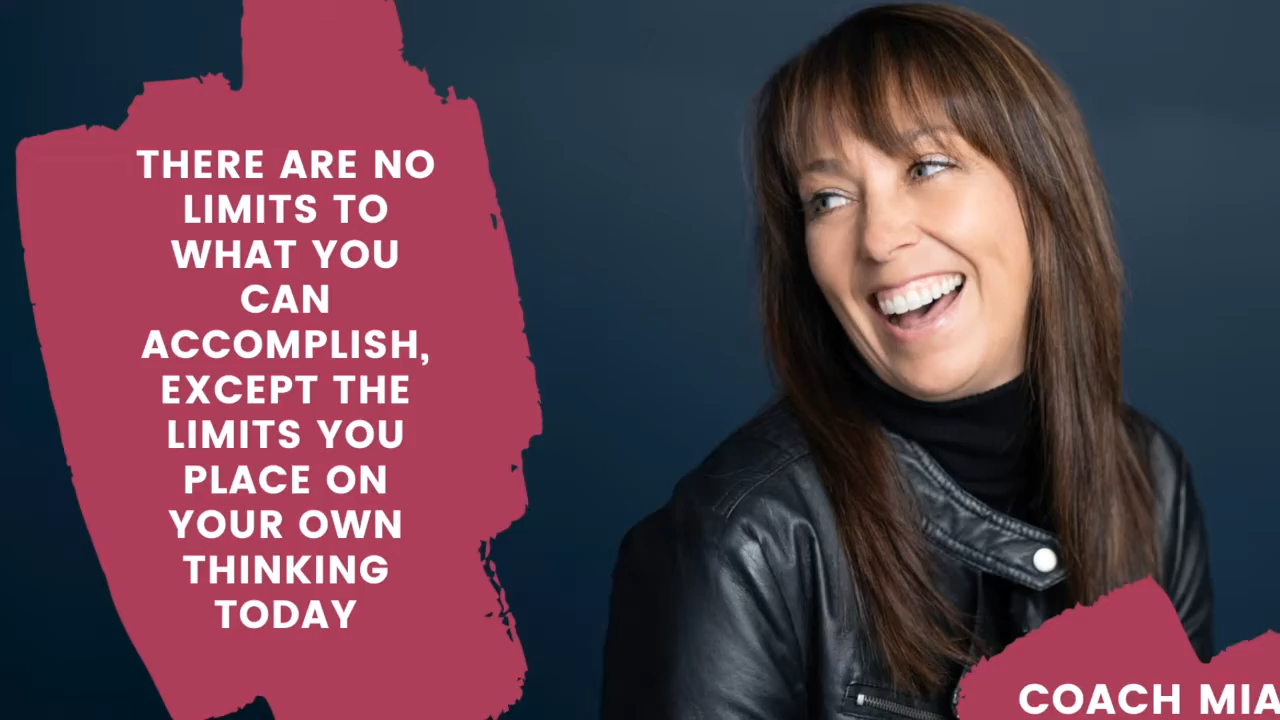 THERE ARE NO
LIMITS TO
WHAT YOU
CAN
ACCOMPLISH,
EXCEPT THE
LIMITS YOU
PLACE ON
YOUR OWN
THINKING
TODAY
COACH MIA